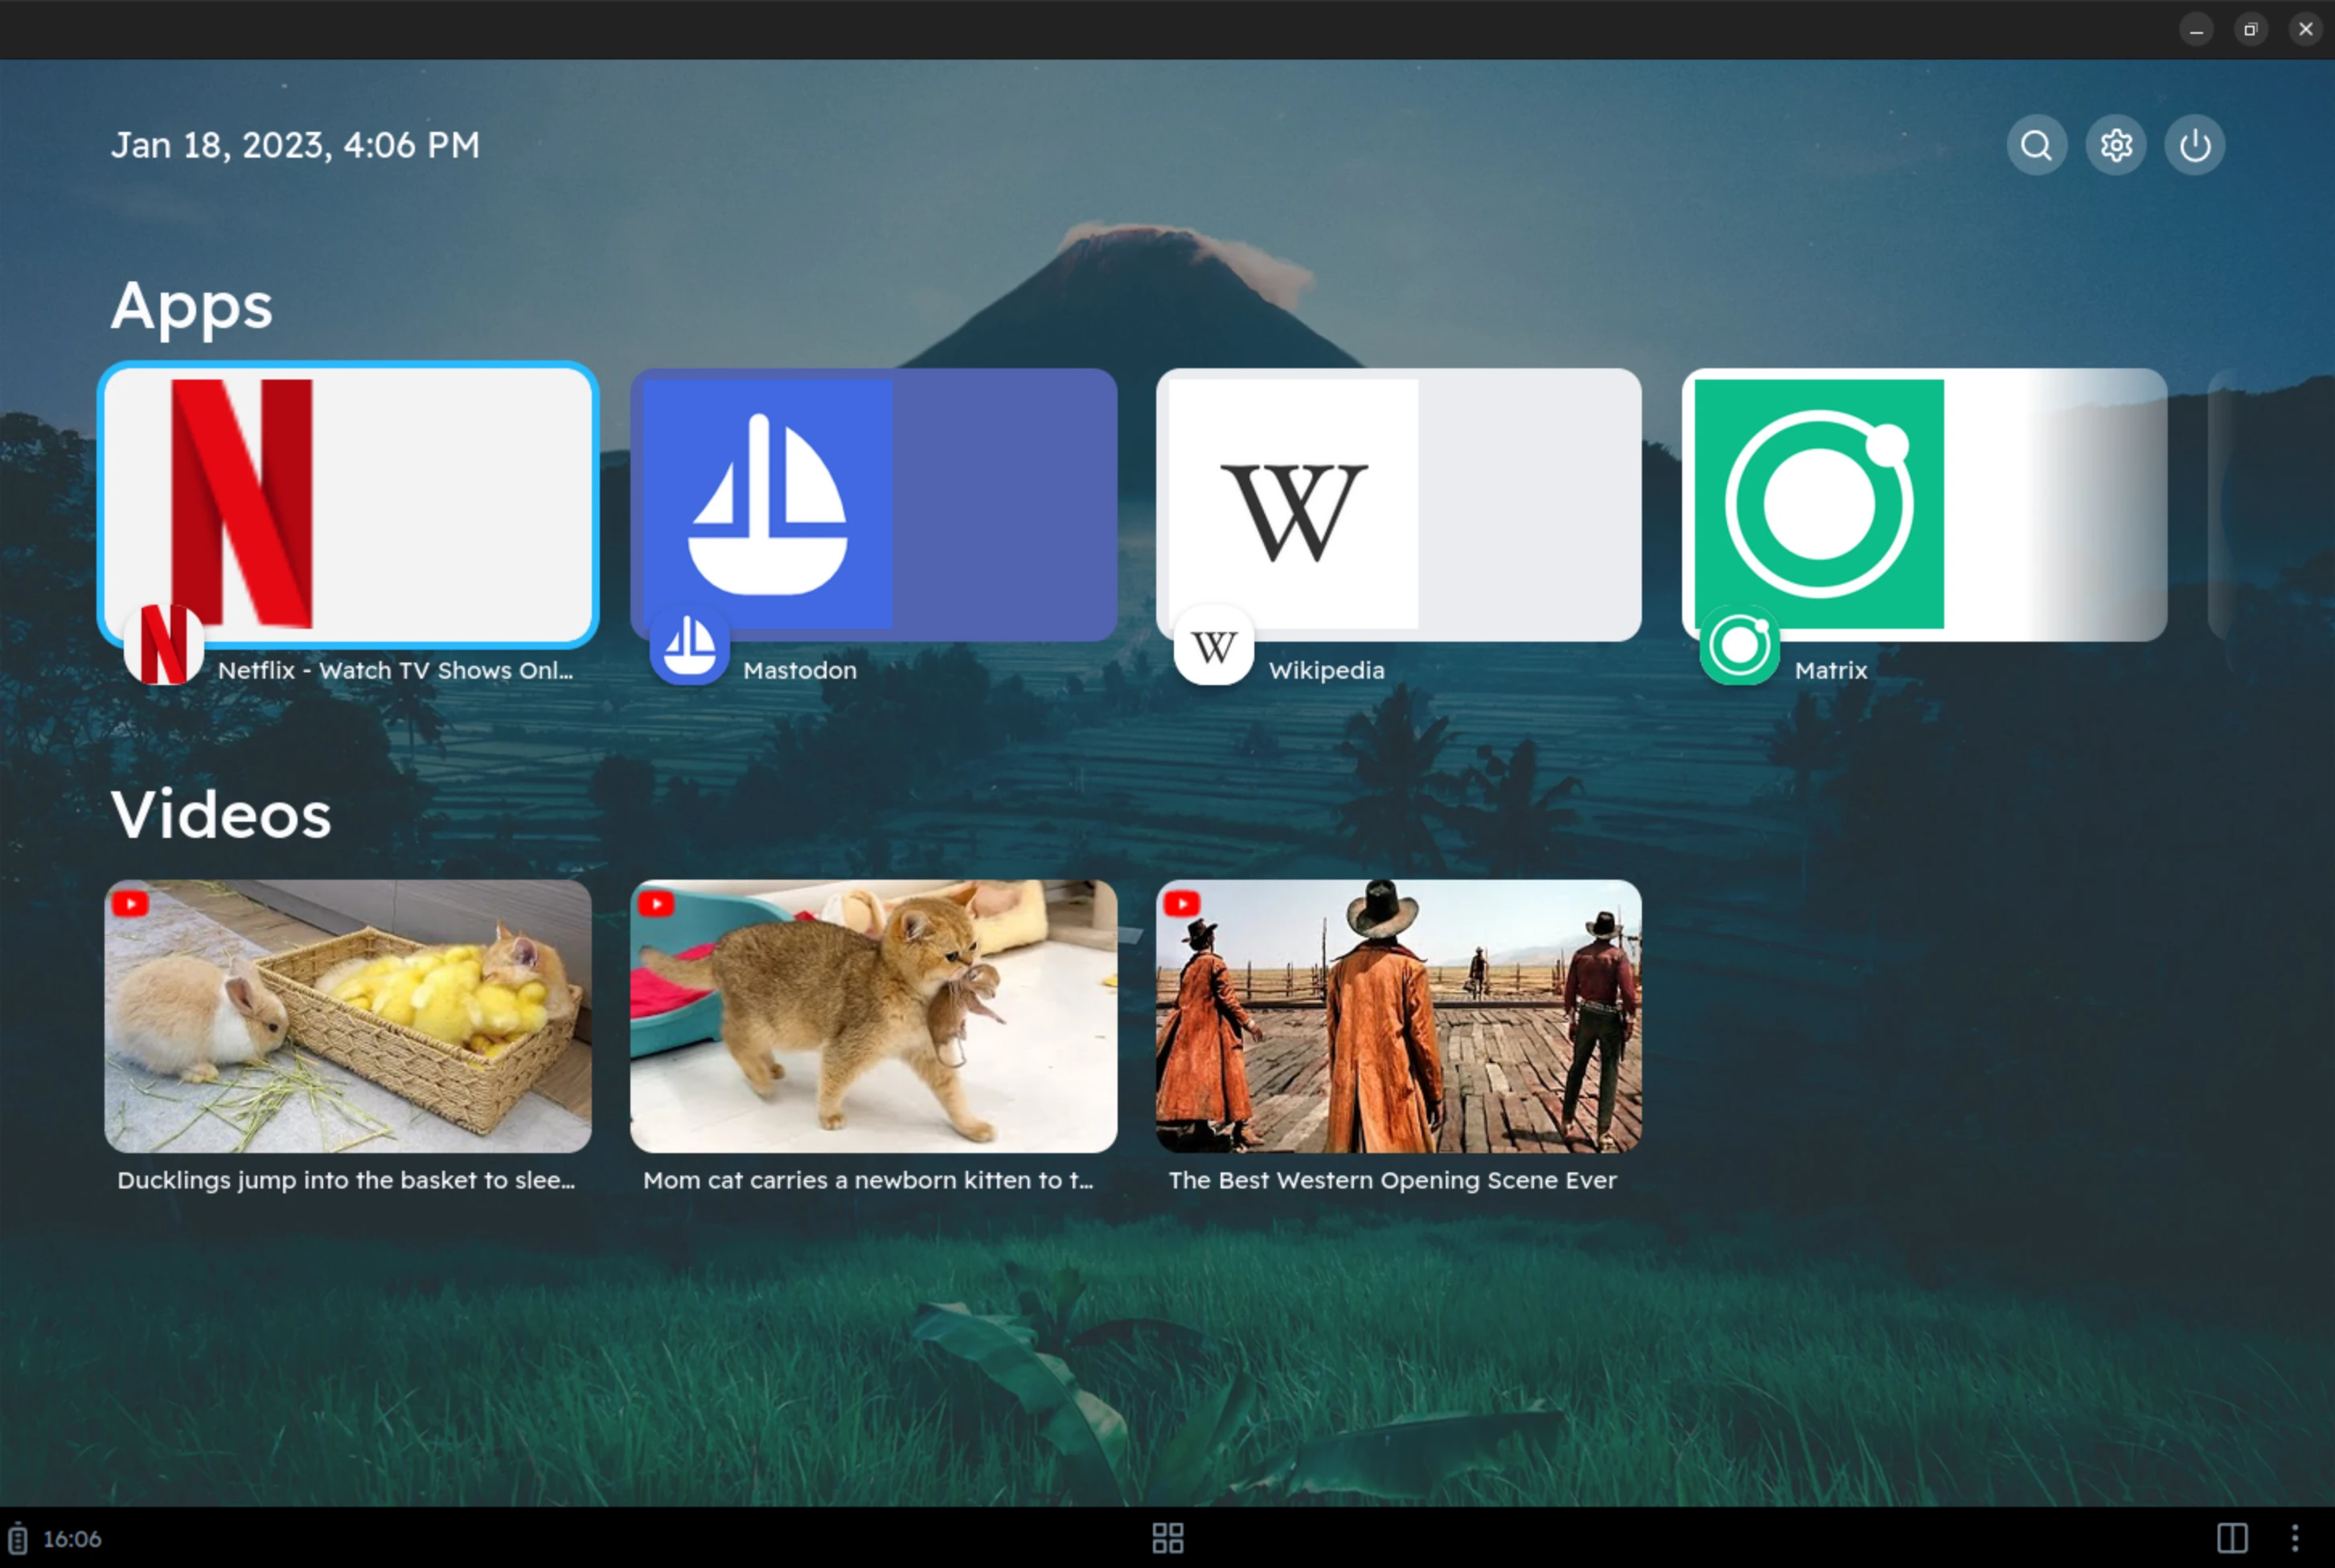 Jan 18, 2023, 4:06 PM
Apps
Netflix - Watch TV Shows Onl...
Mastodon
W
W
Wikipedia
Matrix
Videos
Ducklings jump into the basket to slee...
Mom cat carries a newborn kitten to t...
The Best Western Opening Scene Ever
16:06